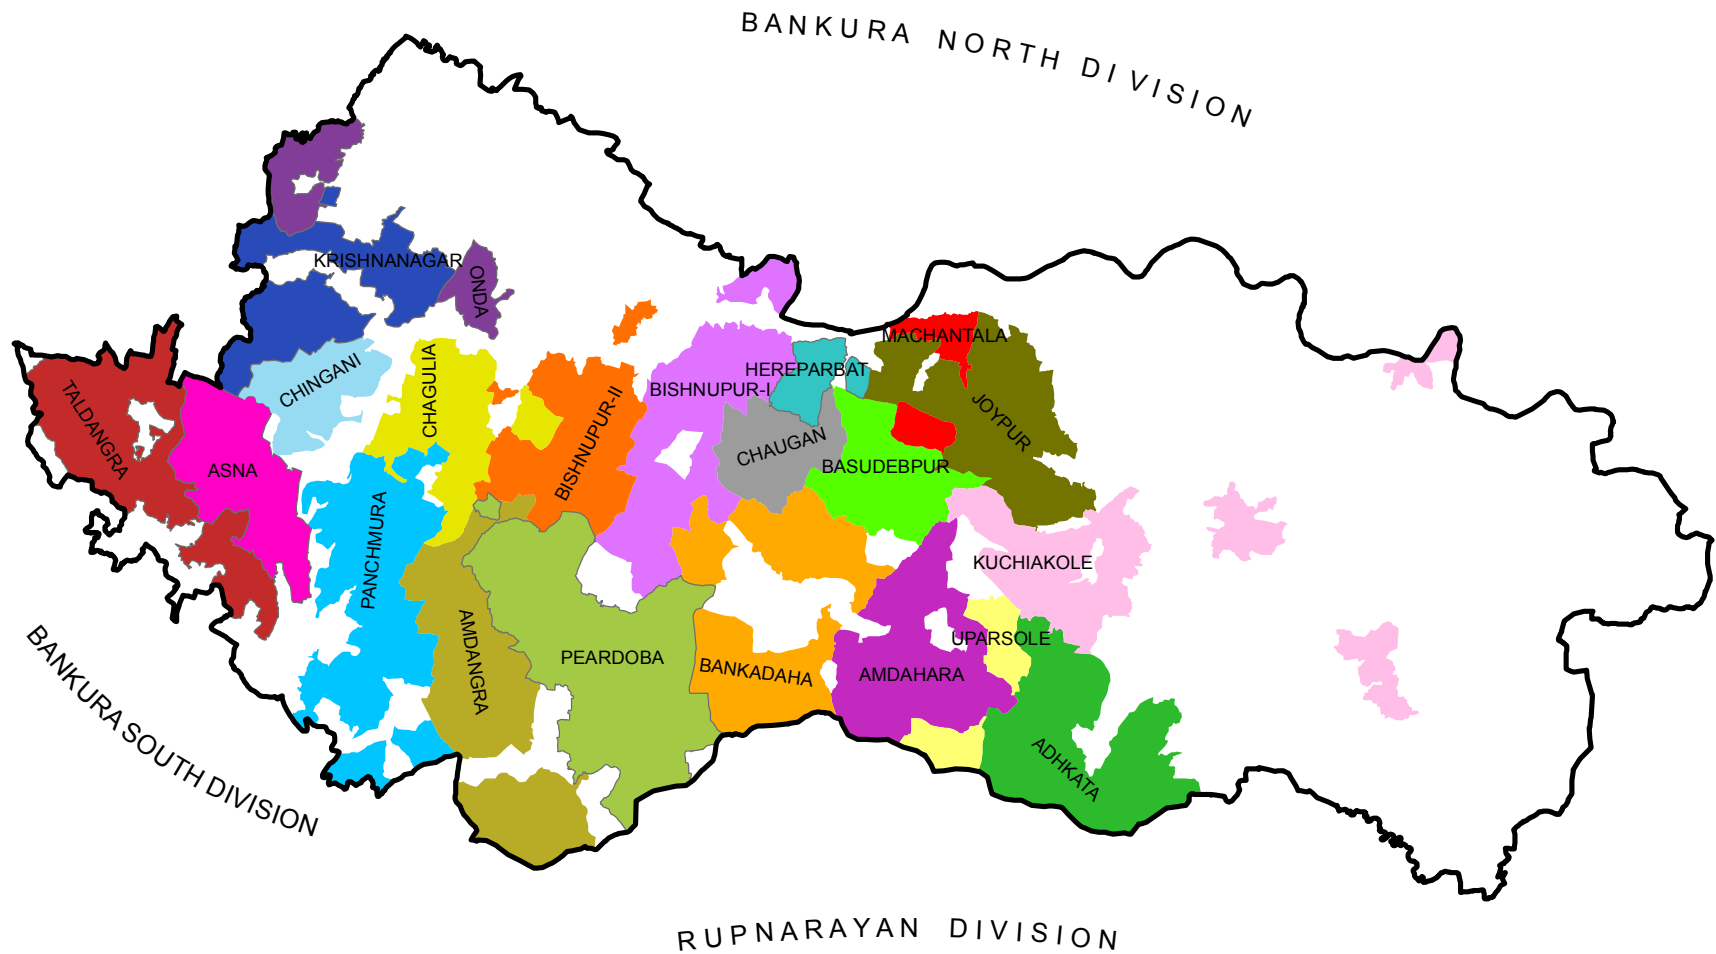 BANKURA NORTH DIVISION
KRISHNANAGAR
ONDA
MACHANTALA
CHINGANI
CHAGULIA
HEREPARBAT
BISHNUPUR-I
BISHNUPUR-II
JOYPUR
TALDANGRA
ASNA
CHAUGAN
BASUDEBPUR
PANCHMURA
KUCHIAKOLE
UPARSOLE
AMDANGRA
PEARDOBA
BANKADAHA
AMDAHARA
ADHKATA
BANKURA SOUTH DIVISION
RUPNARAYAN DIVISION